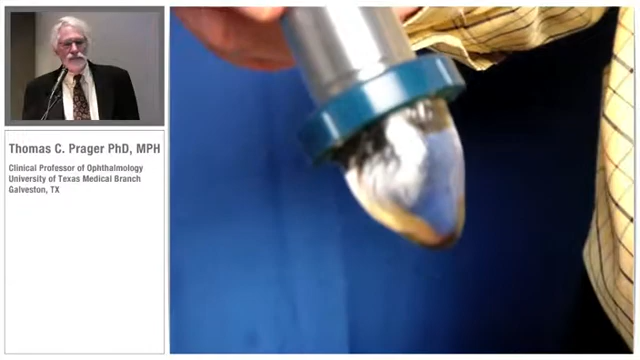 Thomas C. Prager PhD, MPH
Clinical Professor of Ophthalmology
University of Texas Medical Branch
Galveston, TX